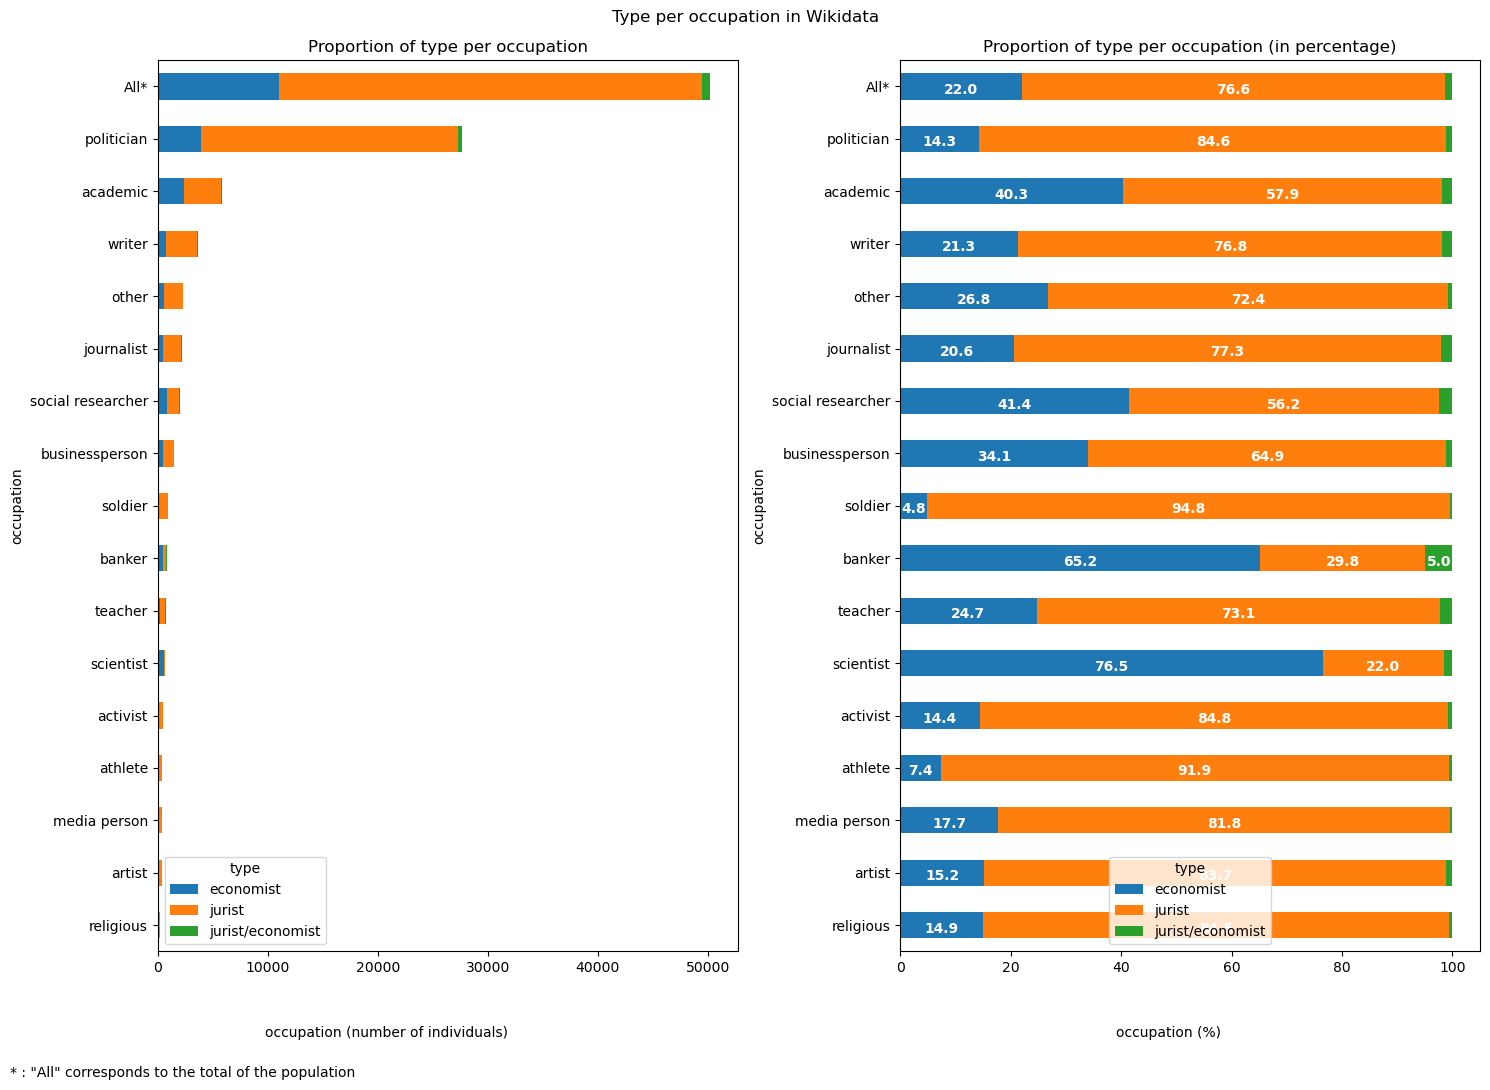 Type per occupation in Wikidata
Proportion of type per occupation
All*
politician
academic
writer
other
journalist
social researcher
businessperson
soldier
banker
teacher
scientist
activist
athlete
media person
artist
religious
occupation
type
economist
jurist
jurist/economist
0 10000 20000 30000 40000 50000
occupation (number of individuals)
Proportion of type per occupation (in percentage)
All* 22.0 76.6
politician 14.3 84.6
academic 40.3 57.9
writer 21.3 76.8
other 26.8 72.4
journalist 20.6 77.3
social researcher 41.4 56.2
businessperson 34.1 64.9
soldier 4.8 94.8
banker 65.2 29.8 5.0
teacher 24.7 73.1
scientist 76.5 22.0
activist 14.4 84.8
athlete 7.4 91.9
media person 17.7 81.8
artist 15.2 83.7
religious 14.9
occupation
type
economist
jurist
jurist/economist
0 20 40 60 80 100
occupation (%)
* : "All" corresponds to the total of the population